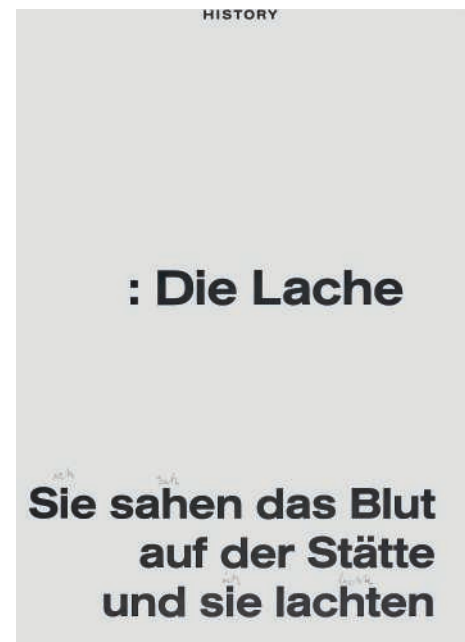 HISTORY
: Die Lache
Sie sahen das Blut
auf der Stätte
und sie lachten